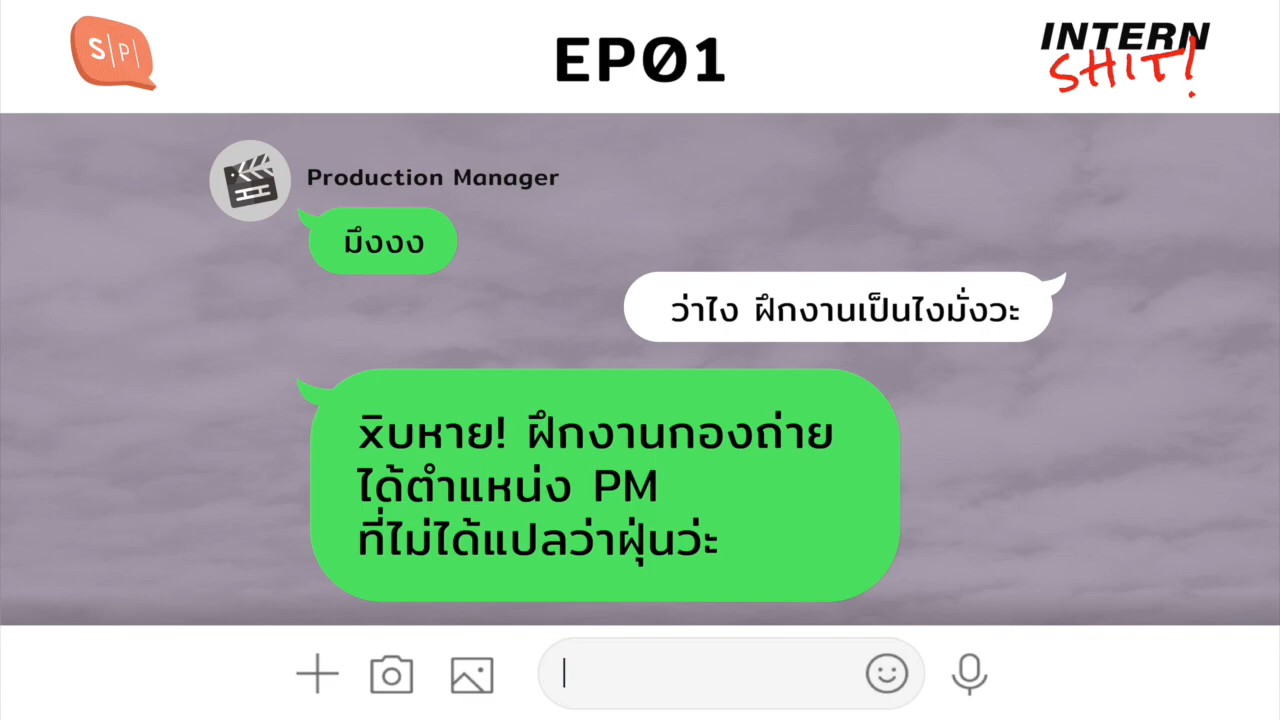 S|P|
EP01
INTERN
SHIT!
Production Manager
มึงงง
ว่าไง ฝึกงานเป็นไงมั่งวะ
xิบหาย! ฝึกงานกองถ่าย
ได้ตำแหน่ง PM
ที่ไม่ได้แปลว่าฝุ่นว่ะ